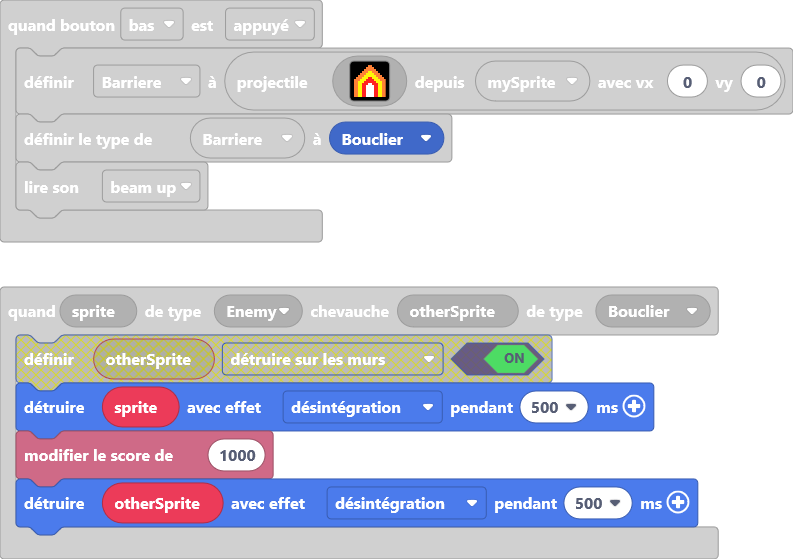 quand bouton bas est appuyé
définir Barriere à projectile depuis mySprite avec vx 0 vy 0
définir le type de Barriere à Bouclier
lire son beam up
quand sprite de type Enemy chevauche otherSprite de type Bouclier
définir otherSprite détruire sur les murs ON
détruire sprite avec effet désintégration pendant 500 ms
modifier le score de 1000
détruire otherSprite avec effet désintégration pendant 500 ms